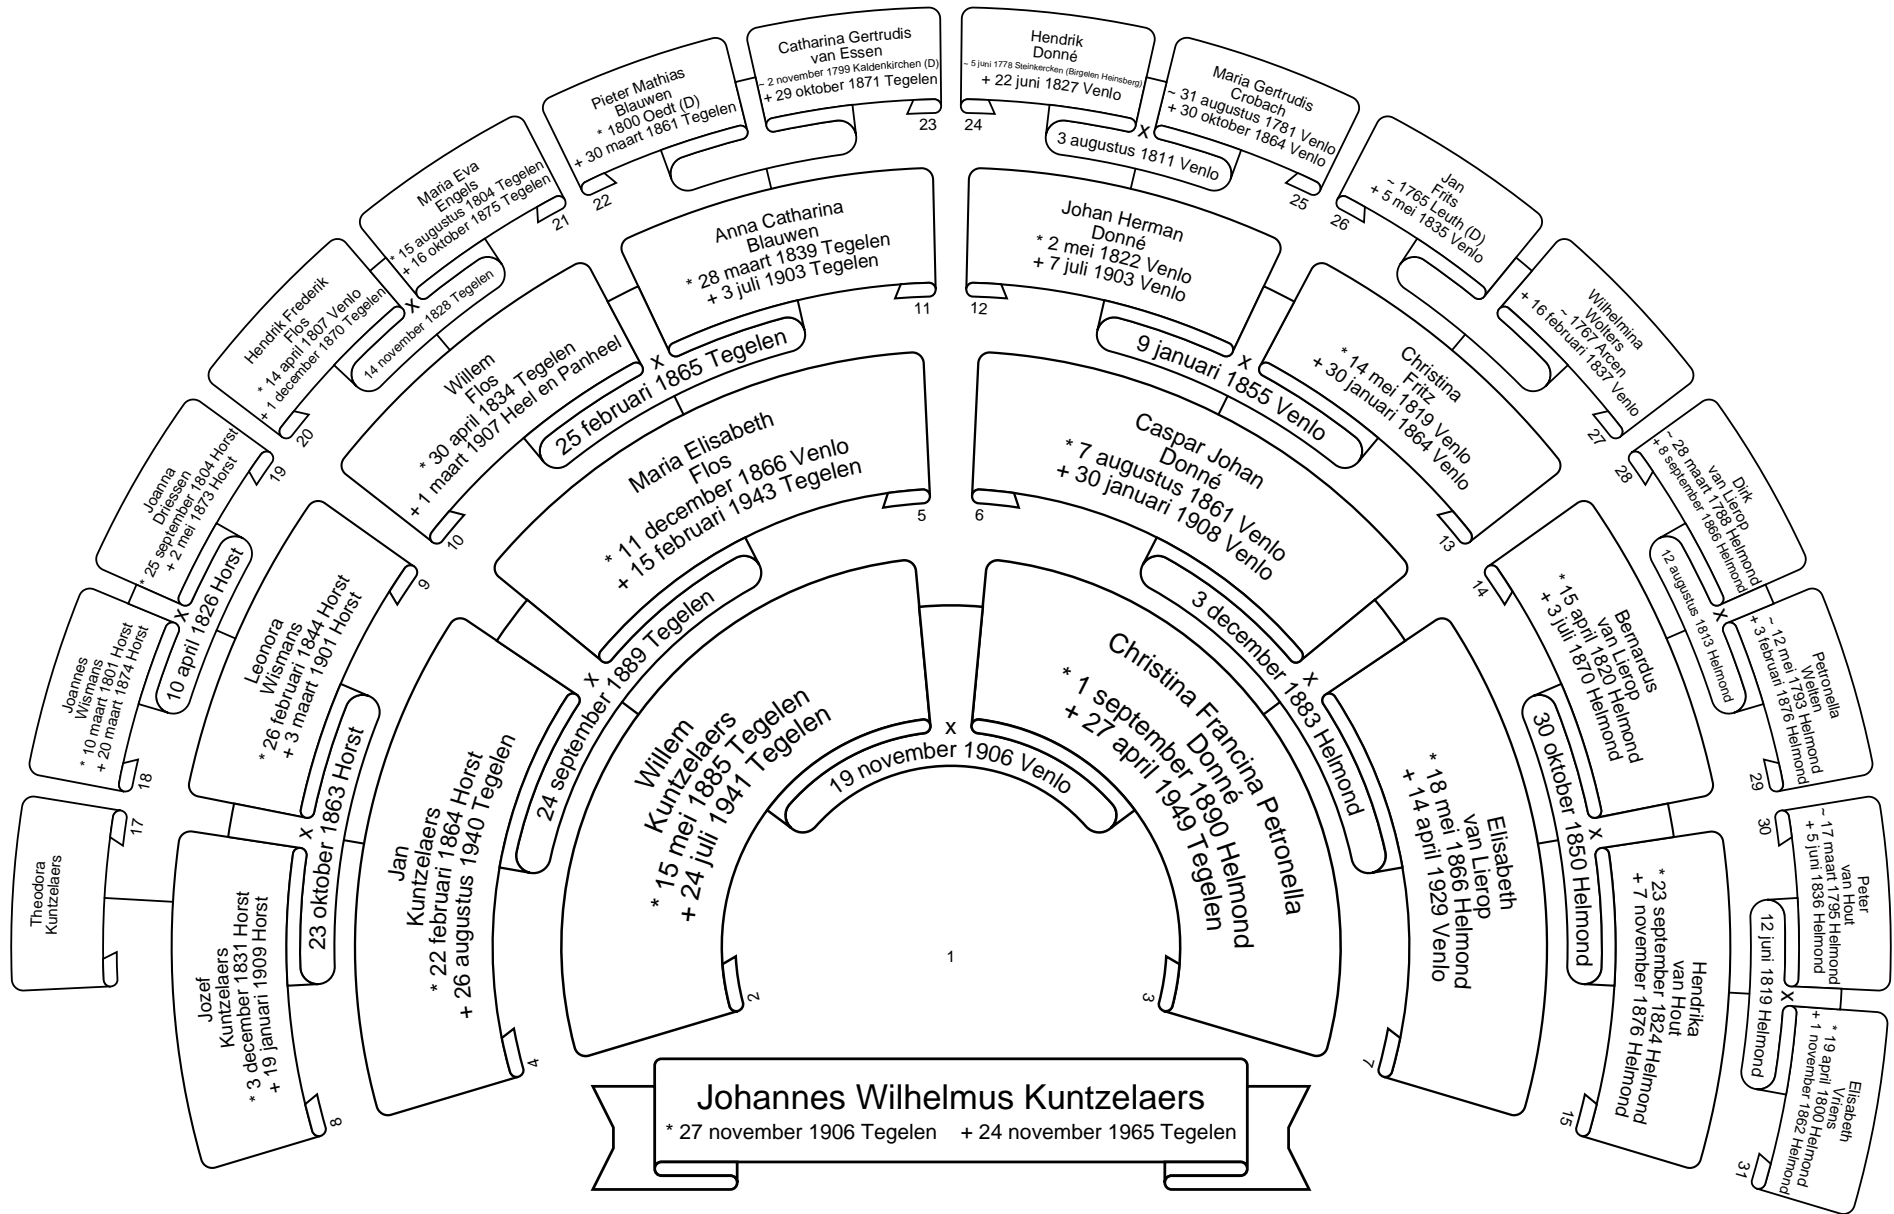 Johannes Wilhelmus Kuntzelaers
* 27 november 1906 Tegelen + 24 november 1965 Tegelen
1
Willem
Kuntzelaers
* 15 mei 1885 Tegelen
+ 24 juli 1941 Tegelen
2
x
19 november 1906 Venlo
Christina Francina Petronella
Donné
* 1 september 1890 Helmond
+ 27 april 1949 Tegelen
3
Jan
Kuntzelaers
* 22 februari 1864 Horst
+ 26 augustus 1940 Tegelen
4
x
24 september 1889 Tegelen
Maria Elisabeth
Flos
* 11 december 1866 Venlo
+ 15 februari 1943 Tegelen
5
Caspar Johan
Donné
* 7 augustus 1861 Venlo
+ 30 januari 1908 Venlo
6
x
3 december 1883 Helmond
Elisabeth
van Lierop
* 18 mei 1866 Helmond
+ 14 april 1929 Venlo
7
Jozef
Kuntzelaers
* 3 december 1831 Horst
+ 19 januari 1909 Horst
8
x
23 oktober 1863 Horst
Leonora
Wismans
* 26 februari 1844 Horst
+ 3 maart 1901 Horst
9
Willem
Flos
* 30 april 1834 Tegelen
+ 1 maart 1907 Heel en Panheel
10
x
25 februari 1865 Tegelen
Anna Catharina
Blauwen
* 28 maart 1839 Tegelen
+ 3 juli 1903 Tegelen
11
Johan Herman
Donné
* 2 mei 1822 Venlo
+ 7 juli 1903 Venlo
12
x
9 januari 1855 Venlo
Christina
Fritz
* 14 mei 1819 Venlo
+ 30 januari 1864 Venlo
13
Bernardus
van Lierop
* 15 april 1820 Helmond
+ 3 juli 1870 Helmond
14
x
30 oktober 1850 Helmond
Hendrika
van Hout
* 23 september 1824 Helmond
+ 7 november 1876 Helmond
15
Theodora
Kuntzelaers
17
Joannes
Wismans
* 10 maart 1801 Horst
+ 20 maart 1874 Horst
18
x
10 april 1826 Horst
Joanna
Driessen
* 25 september 1804 Horst
+ 2 mei 1873 Horst
19
Hendrik Frederik
Flos
* 14 april 1807 Venlo
+ 1 december 1870 Tegelen
20
x
14 november 1828 Tegelen
Maria Eva
Engels
* 15 augustus 1804 Tegelen
+ 16 oktober 1875 Tegelen
21
Pieter Mathias
Blauwen
* 1800 Oedt (D)
+ 30 maart 1861 Tegelen
22
Catharina Gertrudis
van Essen
~ 2 november 1799 Kaldenkirchen (D)
+ 29 oktober 1871 Tegelen
23
Hendrik
Donné
~ 5 juni 1778 Steinkercken (Birgelen Heinsberg)
+ 22 juni 1827 Venlo
24
x
3 augustus 1811 Venlo
Maria Gertrudis
Crobach
~ 31 augustus 1781 Venlo
+ 30 oktober 1864 Venlo
25
Jan
Frits
~ 1765 Leuth (D)
+ 5 mei 1835 Venlo
26
Wilhelmina
Wolters
~ 1767 Arcen
+ 16 februari 1837 Venlo
27
Dirk
van Lierop
~ 28 maart 1788 Helmond
+ 8 september 1866 Helmond
28
x
12 augustus 1813 Helmond
Petronella
Welten
~ 12 mei 1793 Helmond
+ 3 februari 1876 Helmond
29
Peter
van Hout
~ 17 maart 1795 Helmond
+ 5 juni 1836 Helmond
30
x
12 juni 1819 Helmond
Elisabeth
Vriens
* 19 april 1800 Helmond
+ 1 november 1862 Helmond
31